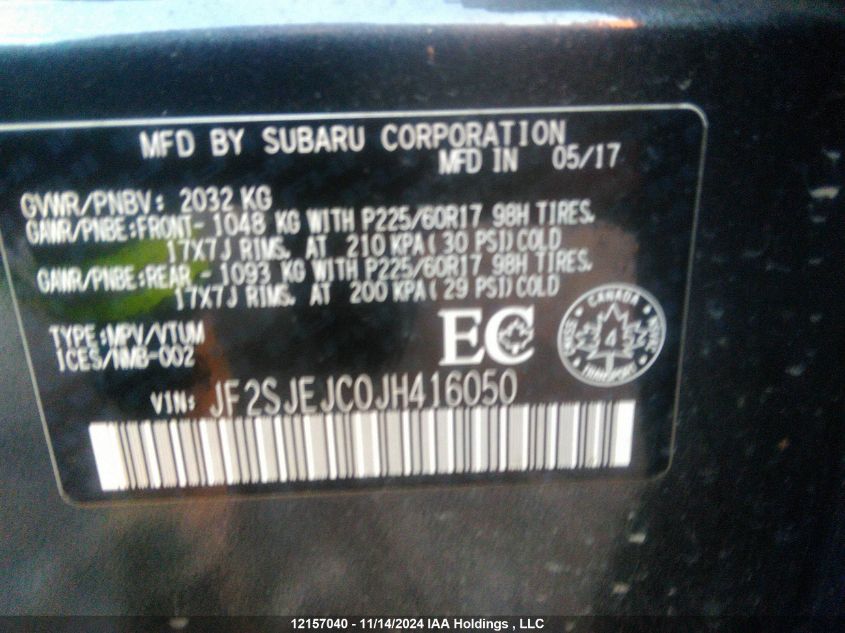 MFD BY SUBARU CORPORATION
MFD IN 05/17
GVWR/PNBV: 2032 KG
GAWR/PNBE:FRONT- 1048 KG WITH P225/60R17 98H TIRES.
17X7J RIMS. AT 210 KPA( 30 PSI)COLD
GAWR/PNBE:REAR - 1093 KG WITH P225/60R17 98H TIRES.
17X7J RIMS. AT 200 KPA( 29 PSI)COLD
TYPE:MPV/VTUM
ICES/NMB-002
EC
CANADA
4
TRANSPORT
VIN: JF2SJEJC0JH416050
12157040 - 11/14/2024 IAA Holdings , LLC